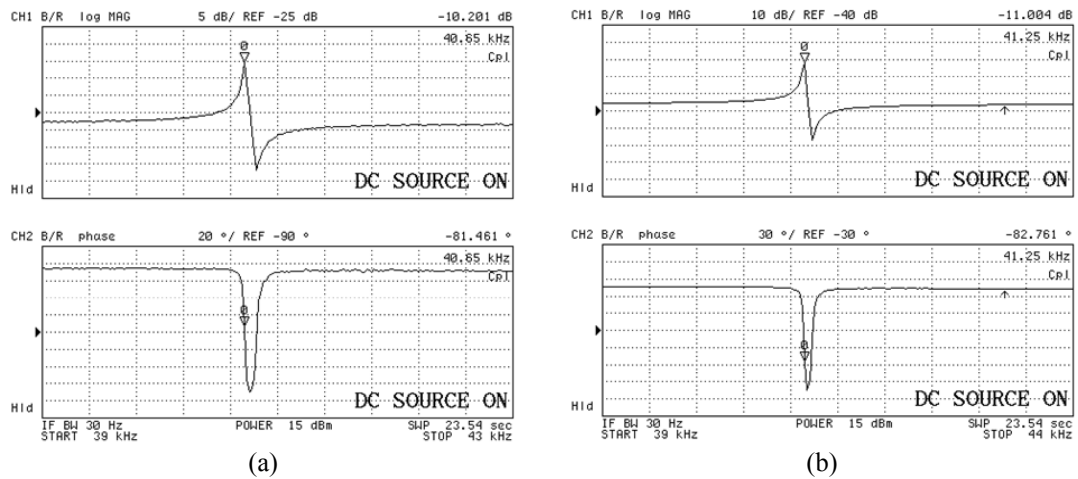 CH1 B/R log MAG 5 dB/ REF -25 dB -10.201 dB
40.85 kHz
Cpl
0
Hld
DC SOURCE ON
CH2 B/R phase 20 °/ REF -90 ° -81.461 °
40.85 kHz
Cpl
0
Hld
DC SOURCE ON
IF BW 30 Hz POWER 15 dBm SWP 23.54 sec
START 39 kHz STOP 43 kHz
(a)
CH1 B/R log MAG 10 dB/ REF -40 dB -11.004 dB
41.25 kHz
Cpl
0
Hld
DC SOURCE ON
CH2 B/R phase 30 °/ REF -30 ° -82.761 °
41.25 kHz
Cpl
0
Hld
DC SOURCE ON
IF BW 30 Hz POWER 15 dBm SWP 23.54 sec
START 39 kHz STOP 44 kHz
(b)